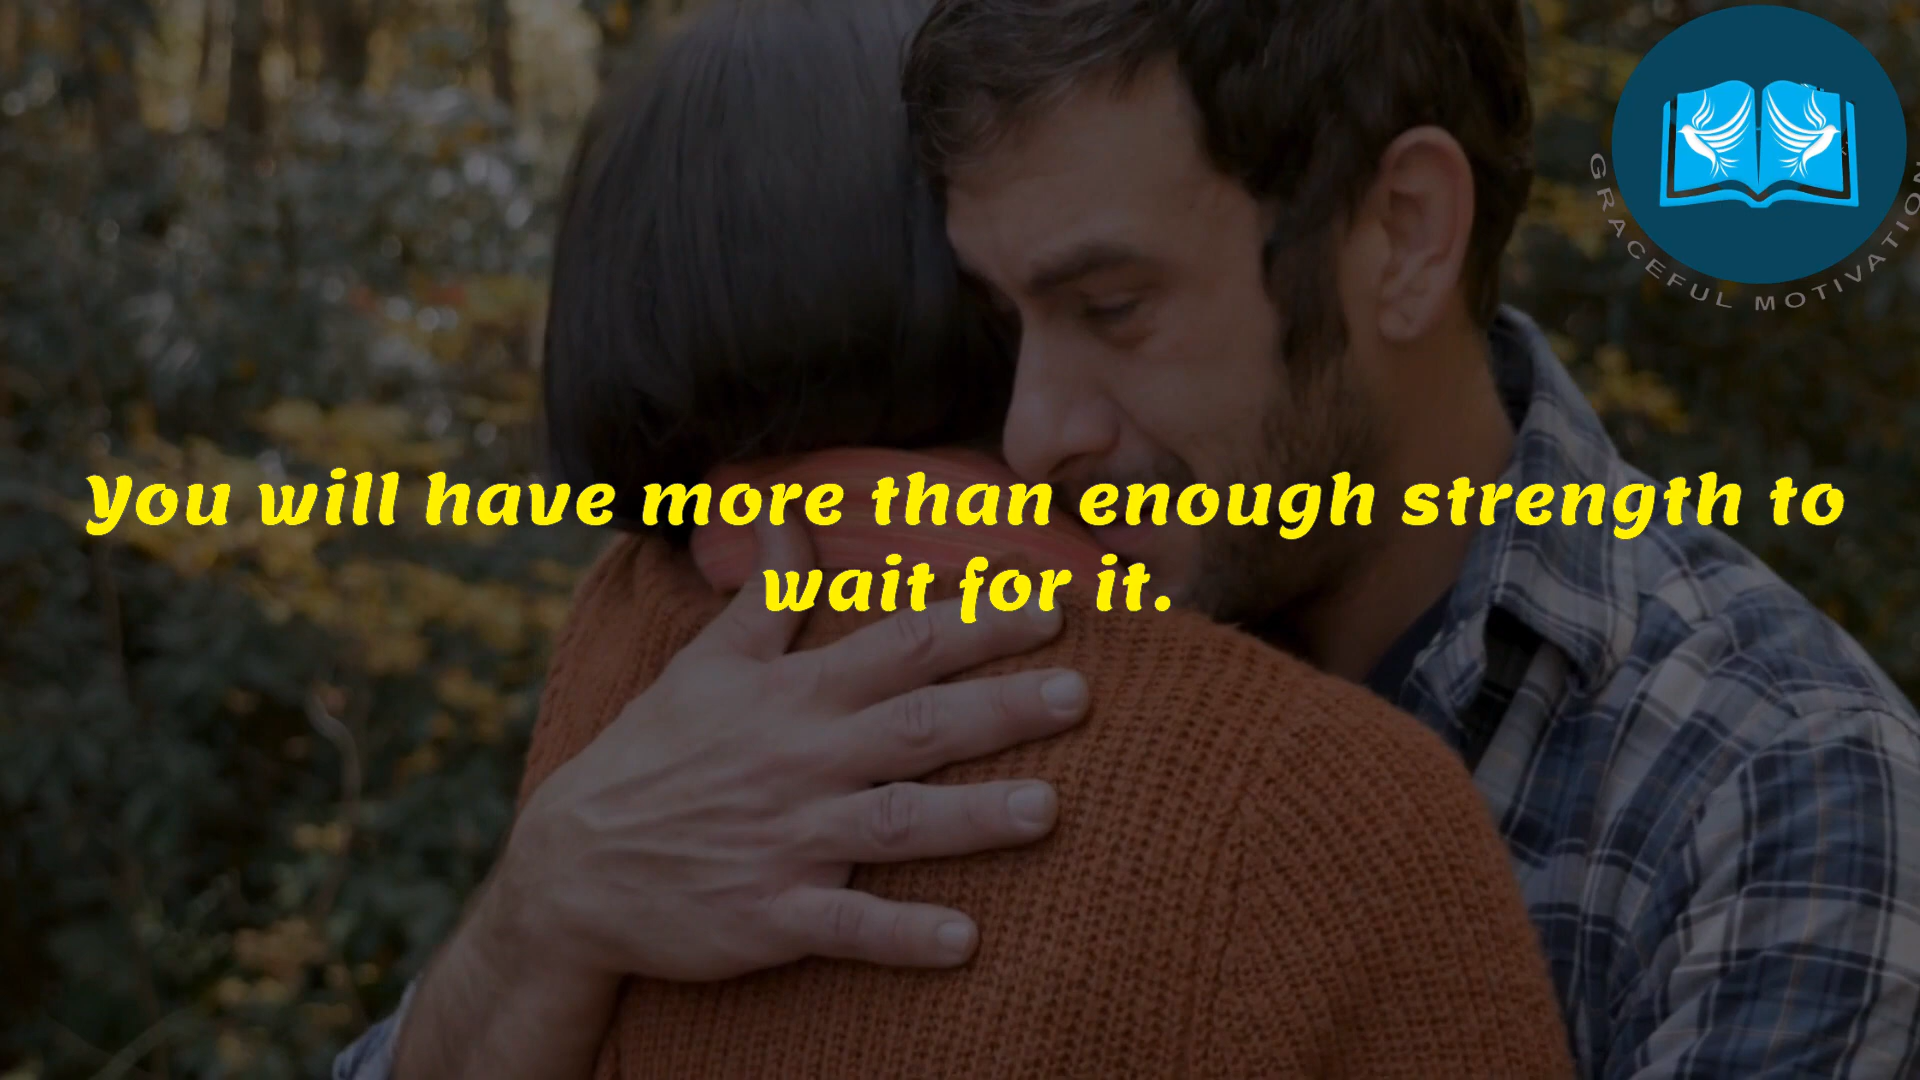 You will have more than enough strength to
wait for it.
GRACEFUL MOTIVATION